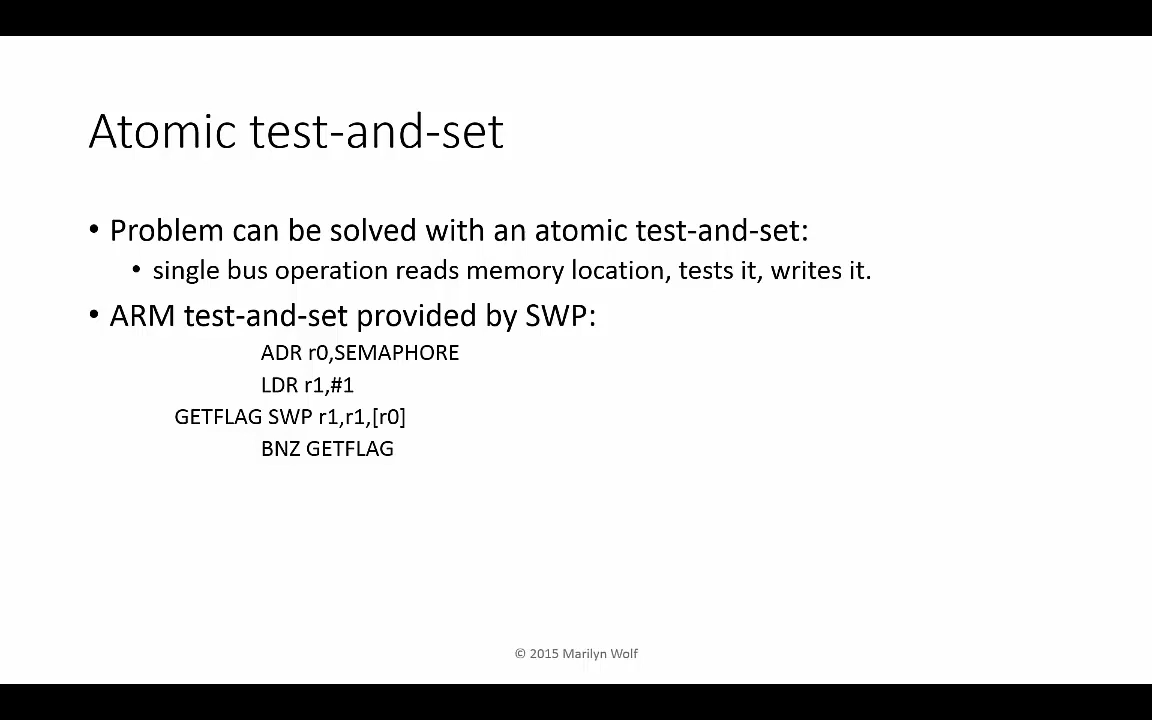 Atomic test-and-set
• Problem can be solved with an atomic test-and-set:
• single bus operation reads memory location, tests it, writes it.
• ARM test-and-set provided by SWP:
ADR r0,SEMAPHORE
LDR r1,#1
GETFLAG SWP r1,r1,[r0]
BNZ GETFLAG
© 2015 Marilyn Wolf